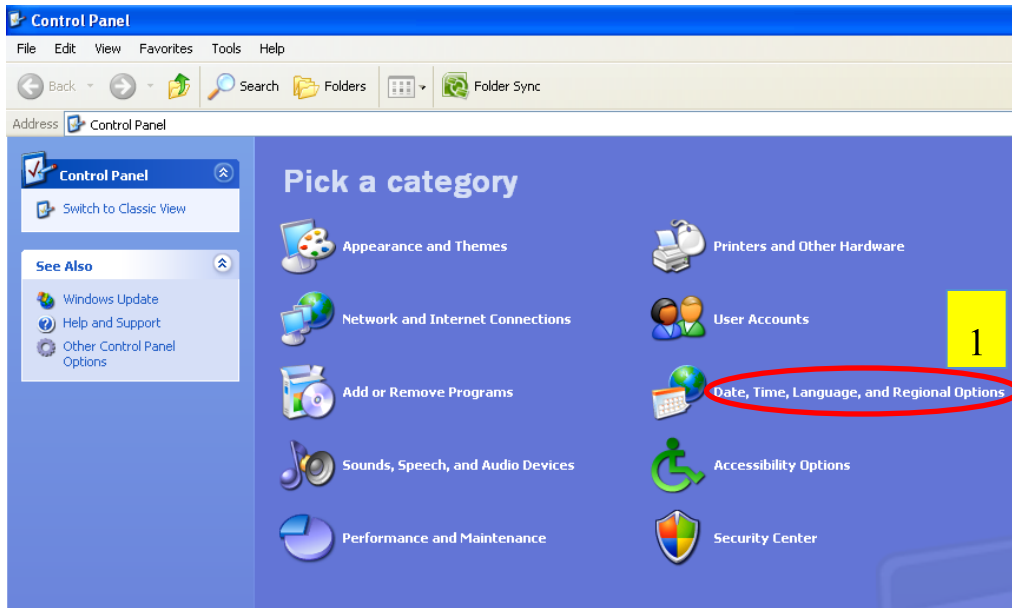 Control Panel
File Edit View Favorites Tools Help
Back Search Folders Folder Sync
Address Control Panel
Control Panel
Switch to Classic View
See Also
Windows Update
Help and Support
Other Control Panel
Options
Pick a category
Appearance and Themes
Printers and Other Hardware
Network and Internet Connections
User Accounts
1
Add or Remove Programs
Date, Time, Language, and Regional Options
Sounds, Speech, and Audio Devices
Accessibility Options
Performance and Maintenance
Security Center